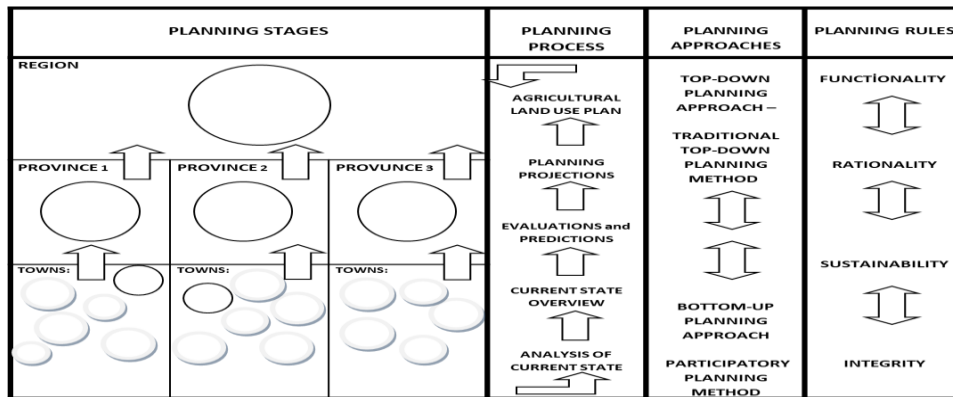 PLANNING STAGES
PLANNING
PROCESS
PLANNING
APPROACHES
PLANNING RULES
REGION
PROVINCE 1
PROVINCE 2
PROVUNCE 3
TOWNS:
TOWNS:
TOWNS:
AGRICULTURAL
LAND USE PLAN
PLANNING
PROJECTIONS
EVALUATIONS and
PREDICTIONS
CURRENT STATE
OVERVIEW
ANALYSIS OF
CURRENT STATE
TOP-DOWN
PLANNING
APPROACH –
TRADITIONAL
TOP-DOWN
PLANNING
METHOD
BOTTOM-UP
PLANNING
APPROACH
PARTICIPATORY
PLANNING
METHOD
FUNCTİONALITY
RATIONALITY
SUSTAINABILITY
INTEGRITY